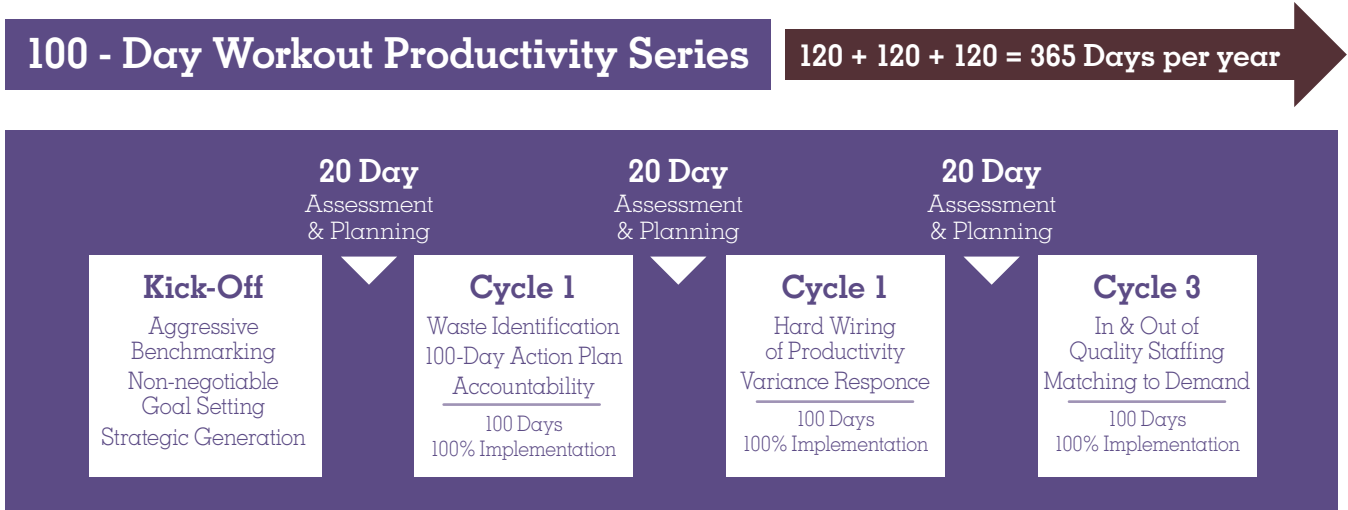 100 - Day Workout Productivity Series
120 + 120 + 120 = 365 Days per year
20 Day
Assessment
& Planning
20 Day
Assessment
& Planning
20 Day
Assessment
& Planning
Kick-Off
Aggressive
Benchmarking
Non-negotiable
Goal Setting
Strategic Generation
Cycle 1
Waste Identification
100-Day Action Plan
Accountability
100 Days
100% Implementation
Cycle 1
Hard Wiring
of Productivity
Variance Responce
100 Days
100% Implementation
Cycle 3
In & Out of
Quality Staffing
Matching to Demand
100 Days
100% Implementation